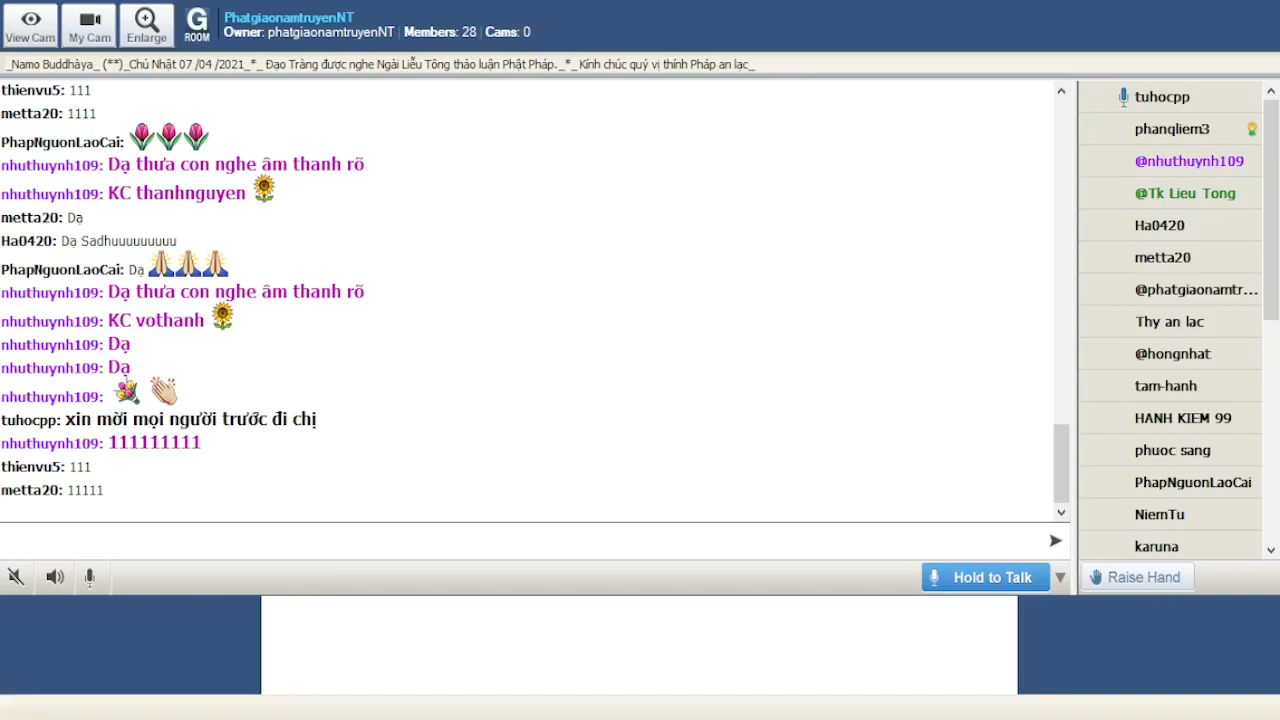 View Cam
My Cam
Enlarge
G
ROOM
PhatgiaonamtruyenNT
Owner: phatgiaonamtruyenNT | Members: 28 | Cams: 0
_Namo Buddhàya_ (**)_Chủ Nhật 07 /04 /2021_*_ Đạo Tràng được nghe Ngài Liễu Tông thảo luận Phật Pháp._*_ Kính chúc quý vị thính Pháp an lạc_
thienvu5: 111
metta20: 1111
PhapNguonLaoCai:
nhuthuynh109: Dạ thưa con nghe âm thanh rõ
nhuthuynh109: KC thanhnguyen
metta20: Dạ
Ha0420: Dạ Sadhuuuuuuuuu
PhapNguonLaoCai: Dạ
nhuthuynh109: Dạ thưa con nghe âm thanh rõ
nhuthuynh109: KC vothanh
nhuthuynh109: Dạ
nhuthuynh109: Dạ
nhuthuynh109:
tuhocpp: xin mời mọi người trước đi chị
nhuthuynh109: 111111111
thienvu5: 111
metta20: 11111
tuhocpp
phanqliem3
@nhuthuynh109
@Tk Lieu Tong
Ha0420
metta20
@phatgiaonamtr...
Thy an lac
@hongnhat
tam-hanh
HANH KIEM 99
phuoc sang
PhapNguonLaoCai
NiemTu
karuna
Hold to Talk
Raise Hand